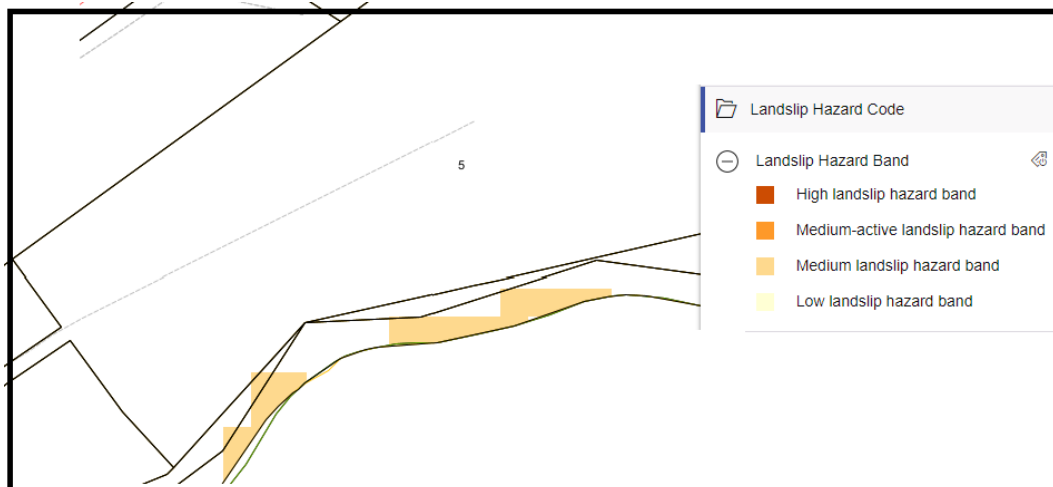 5
Landslip Hazard Code
Landslip Hazard Band
High landslip hazard band
Medium-active landslip hazard band
Medium landslip hazard band
Low landslip hazard band